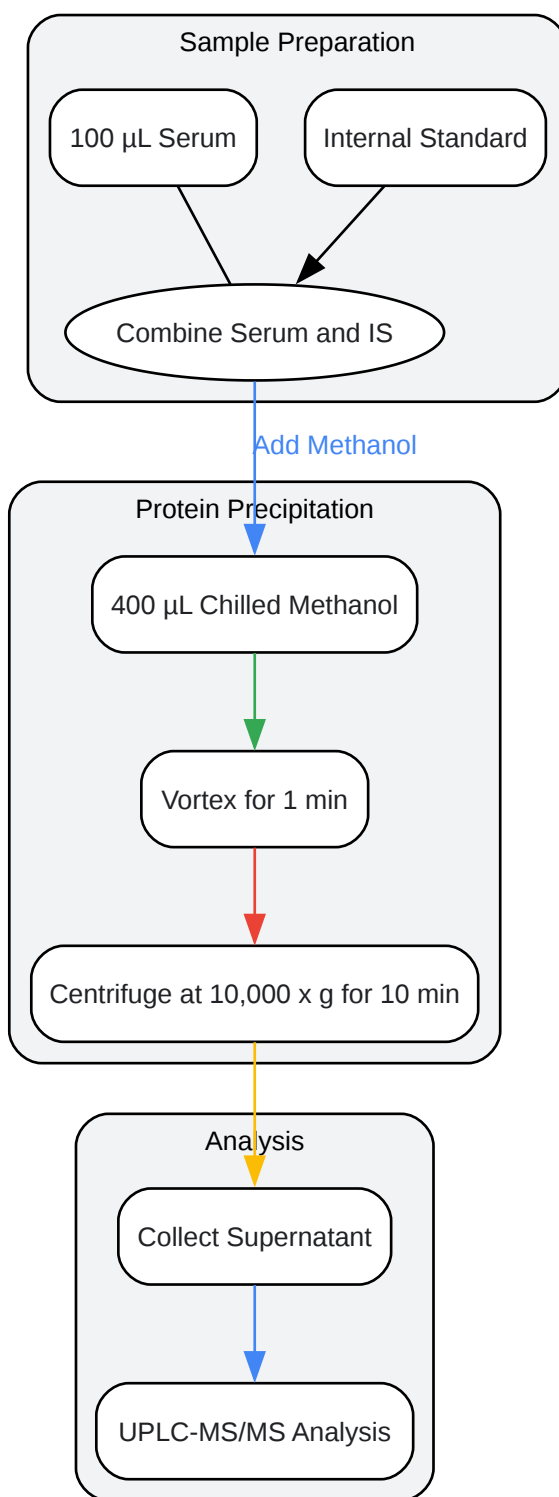 Sample Preparation
100 µL Serum
Internal Standard
Combine Serum and IS
Add Methanol
Protein Precipitation
400 µL Chilled Methanol
Vortex for 1 min
Centrifuge at 10,000 x g for 10 min
Analysis
Collect Supernatant
UPLC-MS/MS Analysis